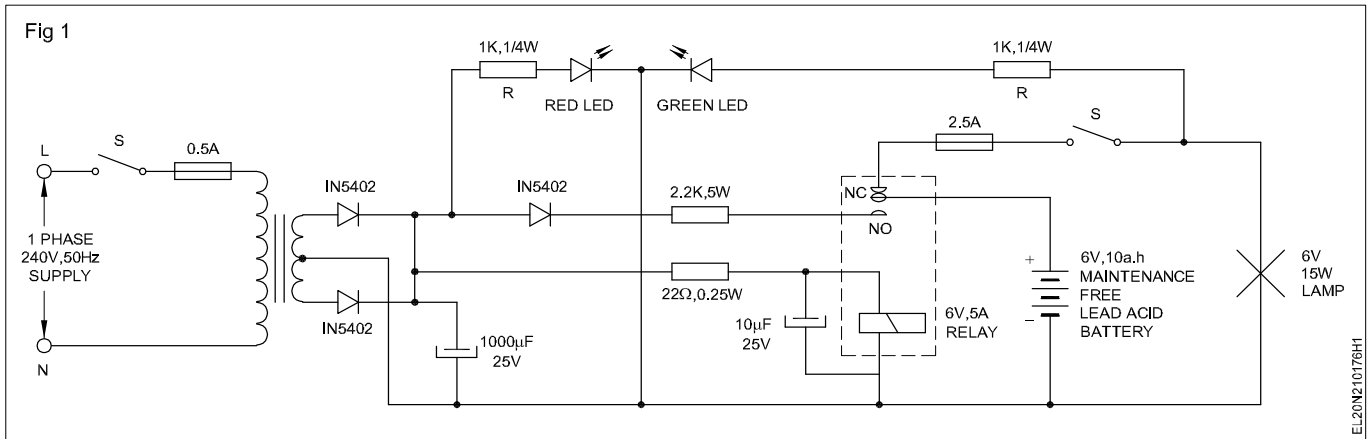 Fig 1
1K,1/4W
R
RED LED
GREEN LED
1K,1/4W
R
L
S
0.5A
2.5A
S
IN5402
IN5402
2.2K,5W
NC
NO
1 PHASE
240V,50Hz
SUPPLY
22Ω,0.25W
+
6V,10a.h
MAINTENANCE
FREE
LEAD ACID
BATTERY
–
6V
15W
LAMP
IN5402
1000µF
25V
10µF
25V
6V,5A
RELAY
N
EL20N210176H1